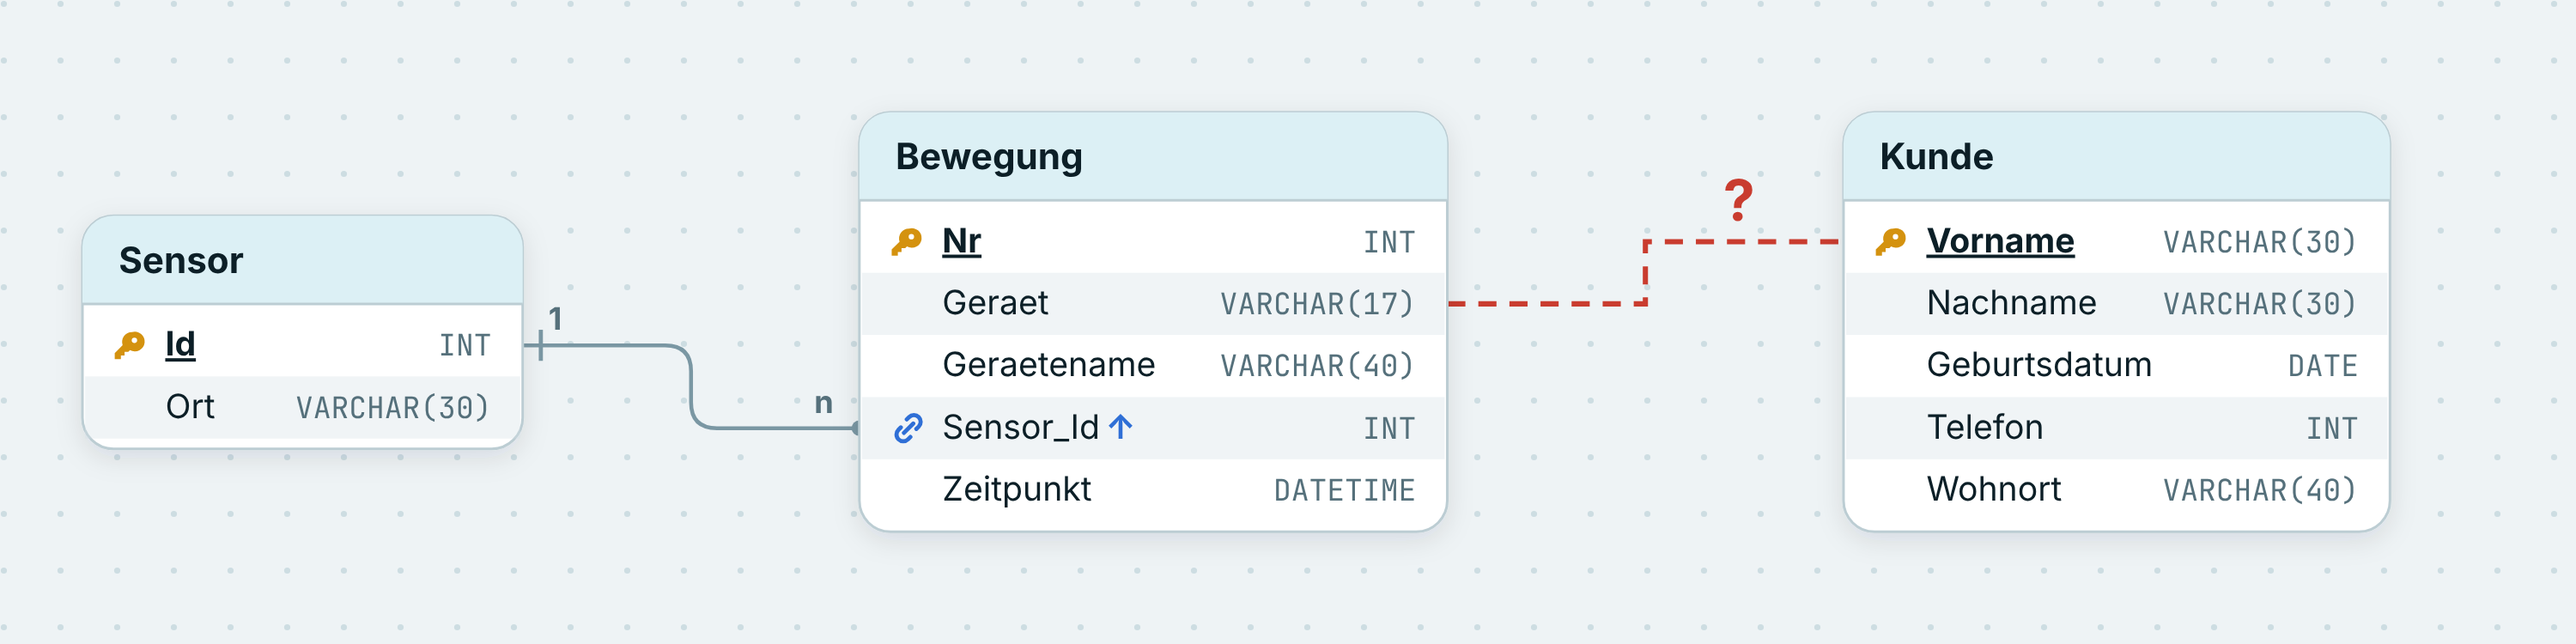 Sensor
Id INT
Ort VARCHAR(30)
1
n
Bewegung
Nr INT
Geraet VARCHAR(17)
Geraetename VARCHAR(40)
Sensor_Id↑ INT
Zeitpunkt DATETIME
?
Kunde
Vorname VARCHAR(30)
Nachname VARCHAR(30)
Geburtsdatum DATE
Telefon INT
Wohnort VARCHAR(40)